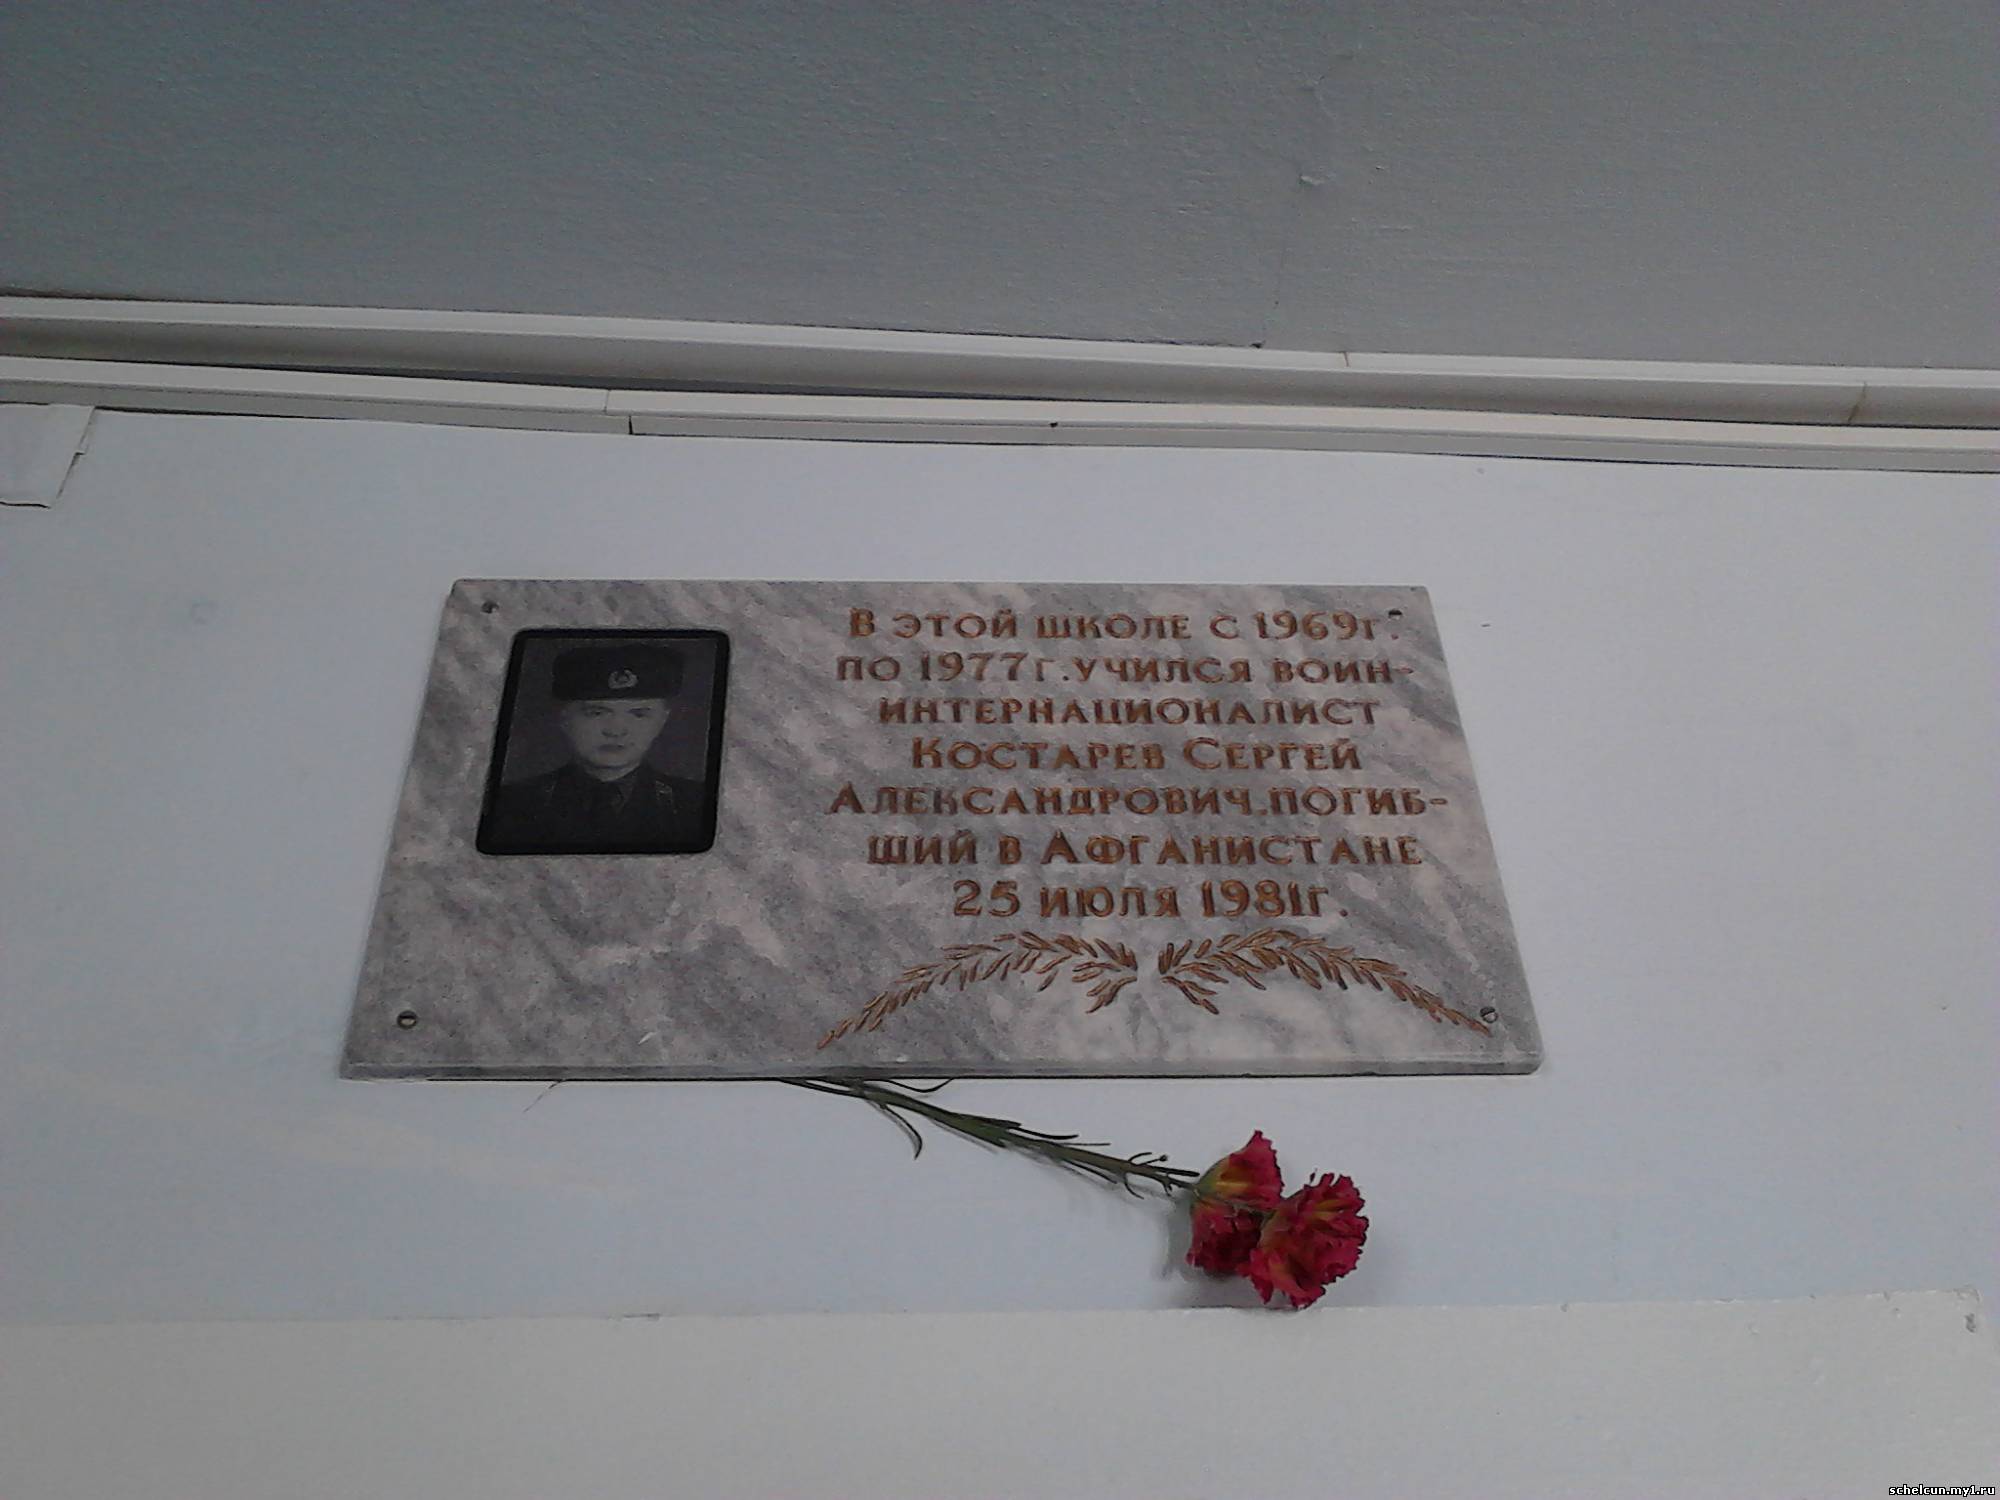 В ЭТОЙ ШКОЛЕ С 1969г.
ПО 1977г. УЧИЛСЯ ВОИН-
ИНТЕРНАЦИОНАЛИСТ
КОСТАРЕВ СЕРГЕЙ
АЛЕКСАНДРОВИЧ.ПОГИБ-
ШИЙ В АФГАНИСТАНЕ
25 ИЮЛЯ 1981г.
schelcun.my1.ru